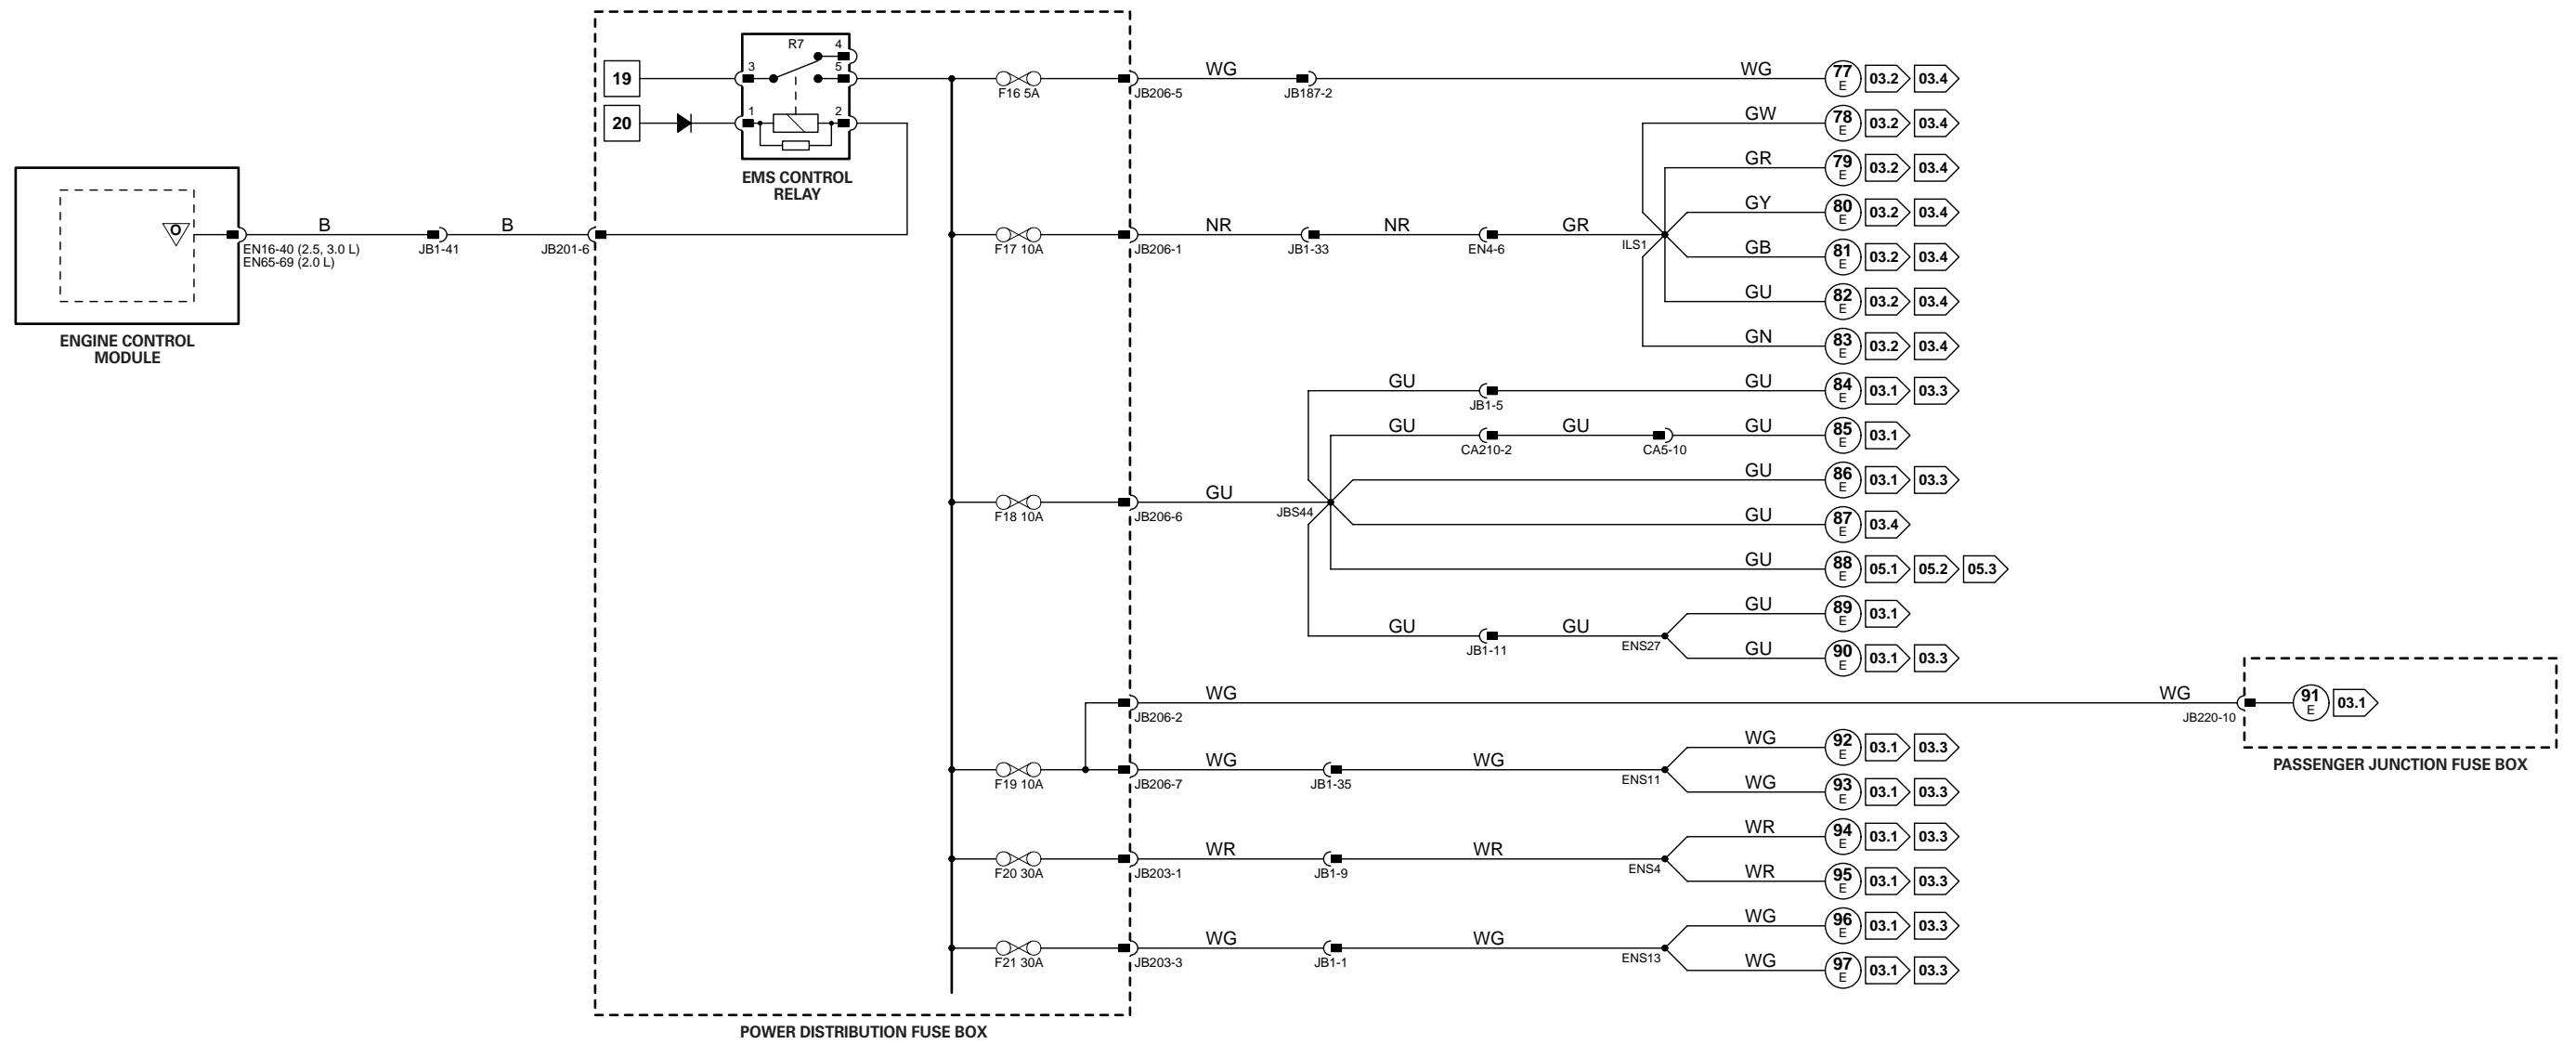 R7
4
3
5
19
WG
WG
77
E
03.2
03.4
F16 5A
JB206-5
JB187-2
1
2
20
GW
78
E
03.2
03.4
EMS CONTROL
RELAY
GR
79
E
03.2
03.4
GY
80
E
03.2
03.4
O
B
B
NR
NR
GR
EN16-40 (2.5, 3.0 L)
EN65-69 (2.0 L)
JB1-41
JB201-6
F17 10A
JB206-1
JB1-33
EN4-6
ILS1
GB
81
E
03.2
03.4
GU
82
E
03.2
03.4
ENGINE CONTROL
MODULE
GN
83
E
03.2
03.4
GU
GU
84
E
03.1
03.3
JB1-5
GU
GU
GU
85
E
03.1
CA210-2
CA5-10
GU
86
E
03.1
03.3
GU
F18 10A
JB206-6
JBS44
GU
87
E
03.4
GU
88
E
05.1
05.2
05.3
GU
89
E
03.1
GU
GU
JB1-11
ENS27
GU
90
E
03.1
03.3
WG
WG
91
E
03.1
JB206-2
JB220-10
PASSENGER JUNCTION FUSE BOX
WG
92
E
03.1
03.3
WG
WG
F19 10A
JB206-7
JB1-35
ENS11
WG
93
E
03.1
03.3
WR
94
E
03.1
03.3
WR
WR
F20 30A
JB203-1
JB1-9
ENS4
WR
95
E
03.1
03.3
WG
96
E
03.1
03.3
WG
WG
F21 30A
JB203-3
JB1-1
ENS13
WG
97
E
03.1
03.3
POWER DISTRIBUTION FUSE BOX